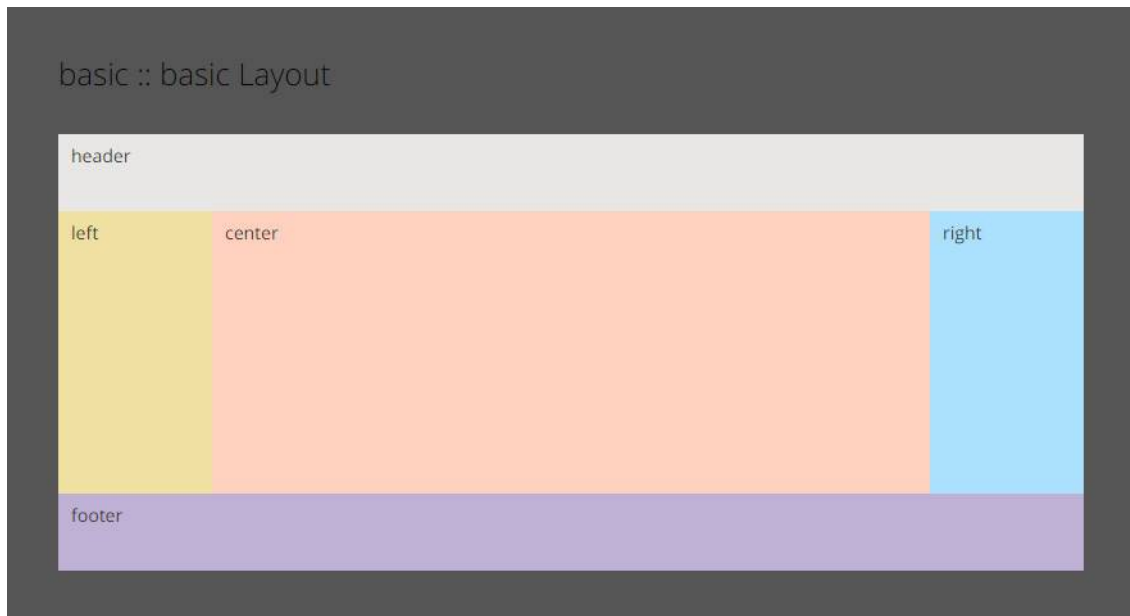 basic :: basic Layout
header
left
center
right
footer